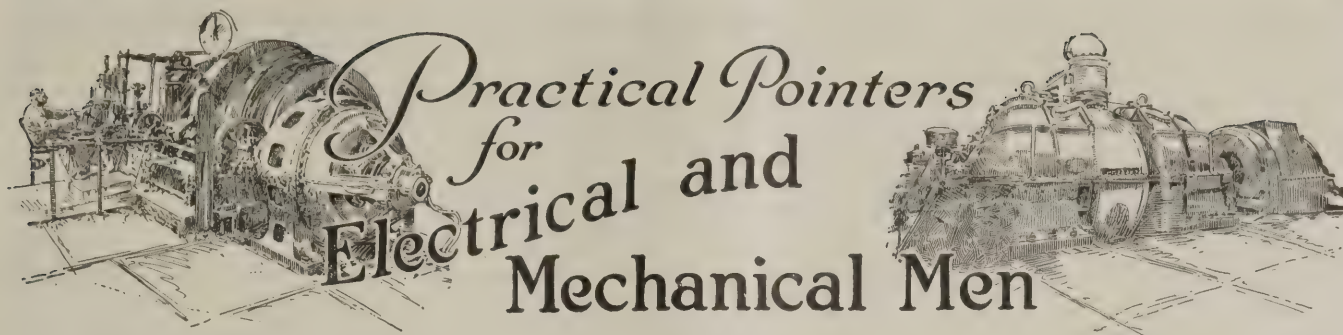 Practical Pointers
for
Electrical and
Mechanical Men